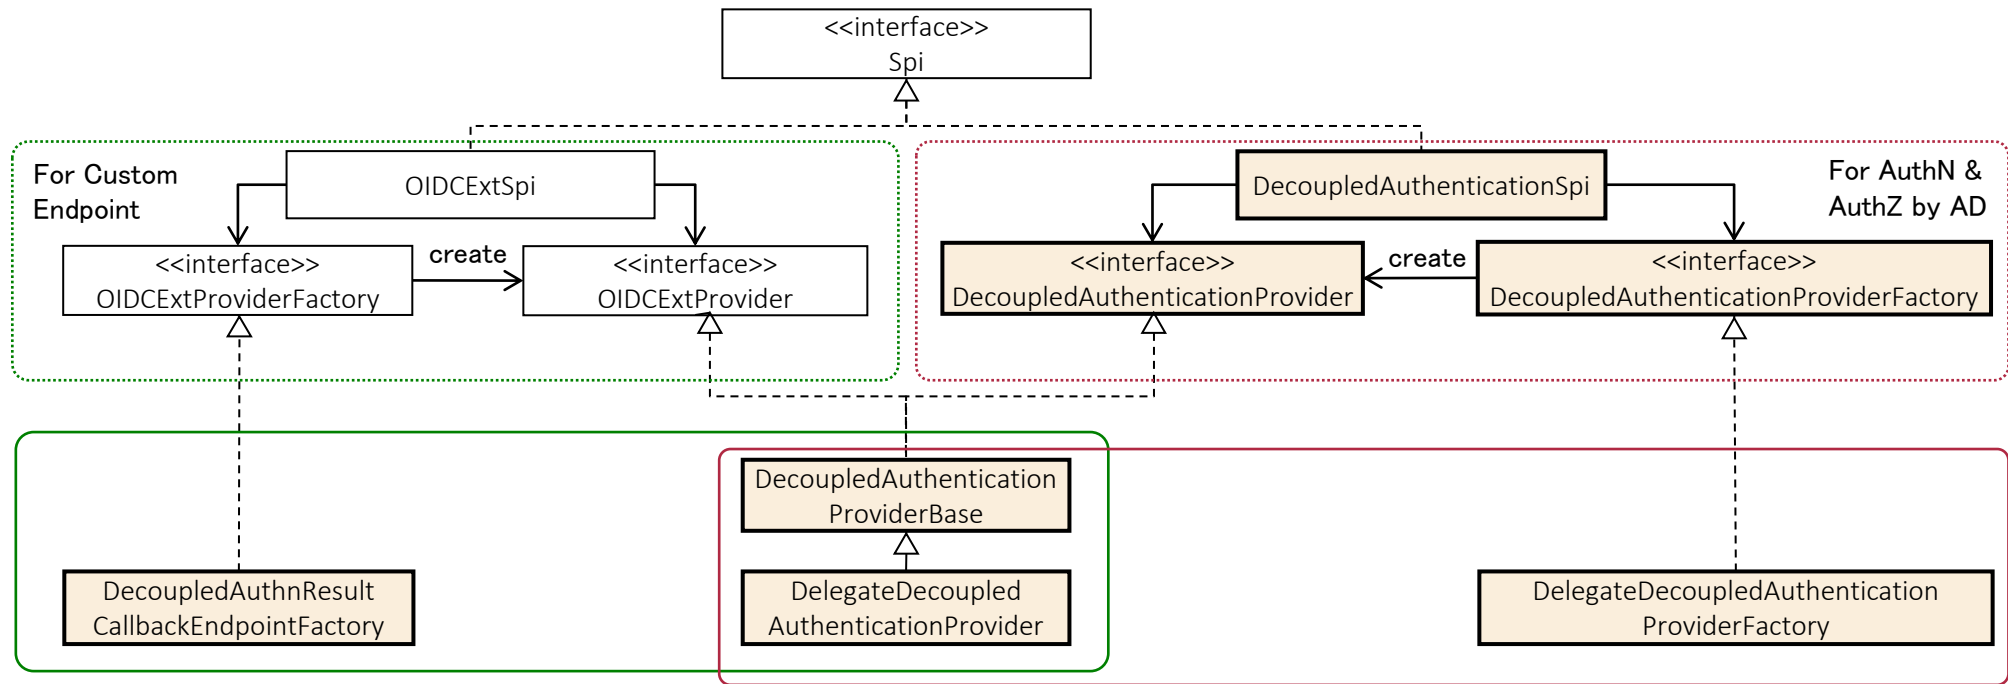 <<interface>>
Spi
For Custom
Endpoint
OIDCExtSpi
DecoupledAuthenticationSpi
For AuthN &
AuthZ by AD
<<interface>>
OIDCExtProviderFactory
create
<<interface>>
OIDCExtProvider
<<interface>>
DecoupledAuthenticationProvider
create
<<interface>>
DecoupledAuthenticationProviderFactory
DecoupledAuthentication
ProviderBase
DecoupledAuthnResult
CallbackEndpointFactory
DelegateDecoupled
AuthenticationProvider
DelegateDecoupledAuthentication
ProviderFactory